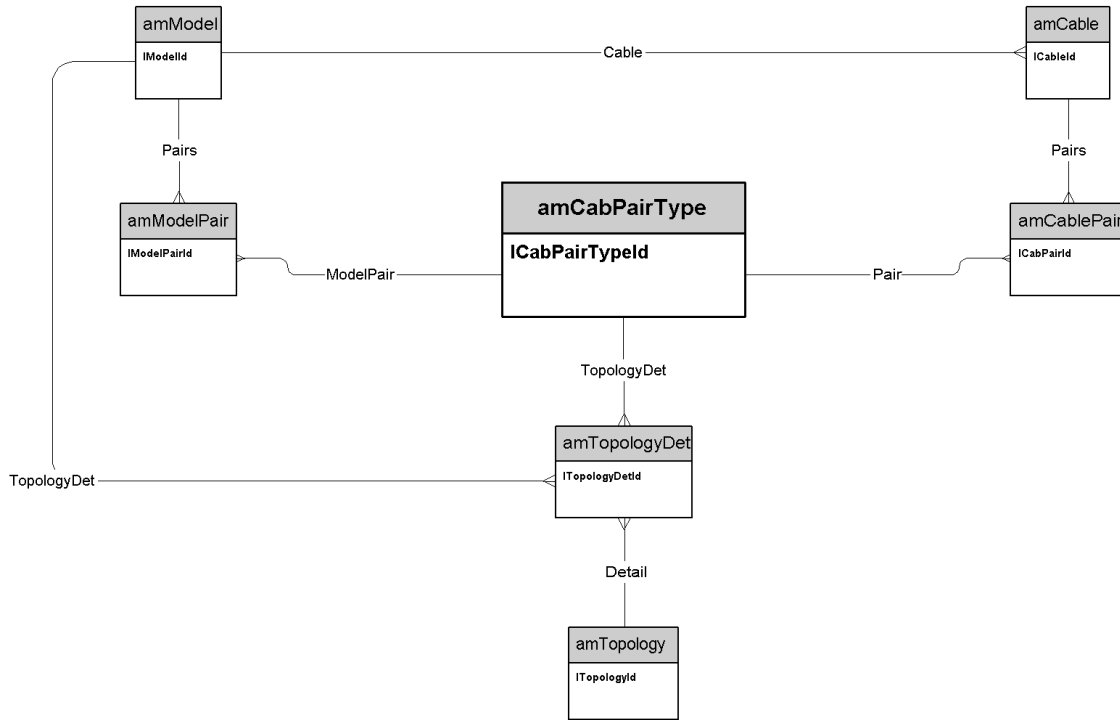 amModel
lModelId
amCable
lCableId
Cable
Pairs
Pairs
amModelPair
lModelPairId
amCabPairType
lCabPairTypeId
amCablePair
lCabPairId
ModelPair
Pair
TopologyDet
amTopologyDet
lTopologyDetId
TopologyDet
Detail
amTopology
lTopologyId